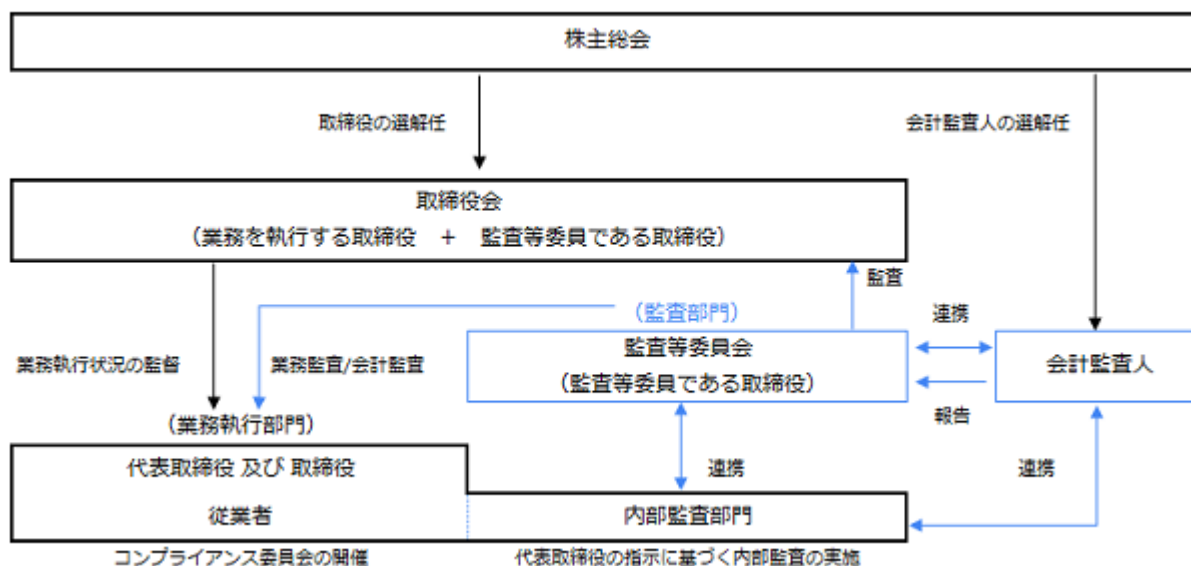 株主総会
取締役の選解任
会計監査人の選解任
取締役会
(業務を執行する取締役 + 監査等委員である取締役)
監査
(監査部門)
連携
業務執行状況の監督
業務監査/会計監査
監査等委員会
(監査等委員である取締役)
会計監査人
報告
(業務執行部門)
代表取締役 及び 取締役
連携
連携
従業者
内部監査部門
コンプライアンス委員会の開催
代表取締役の指示に基づく内部監査の実施